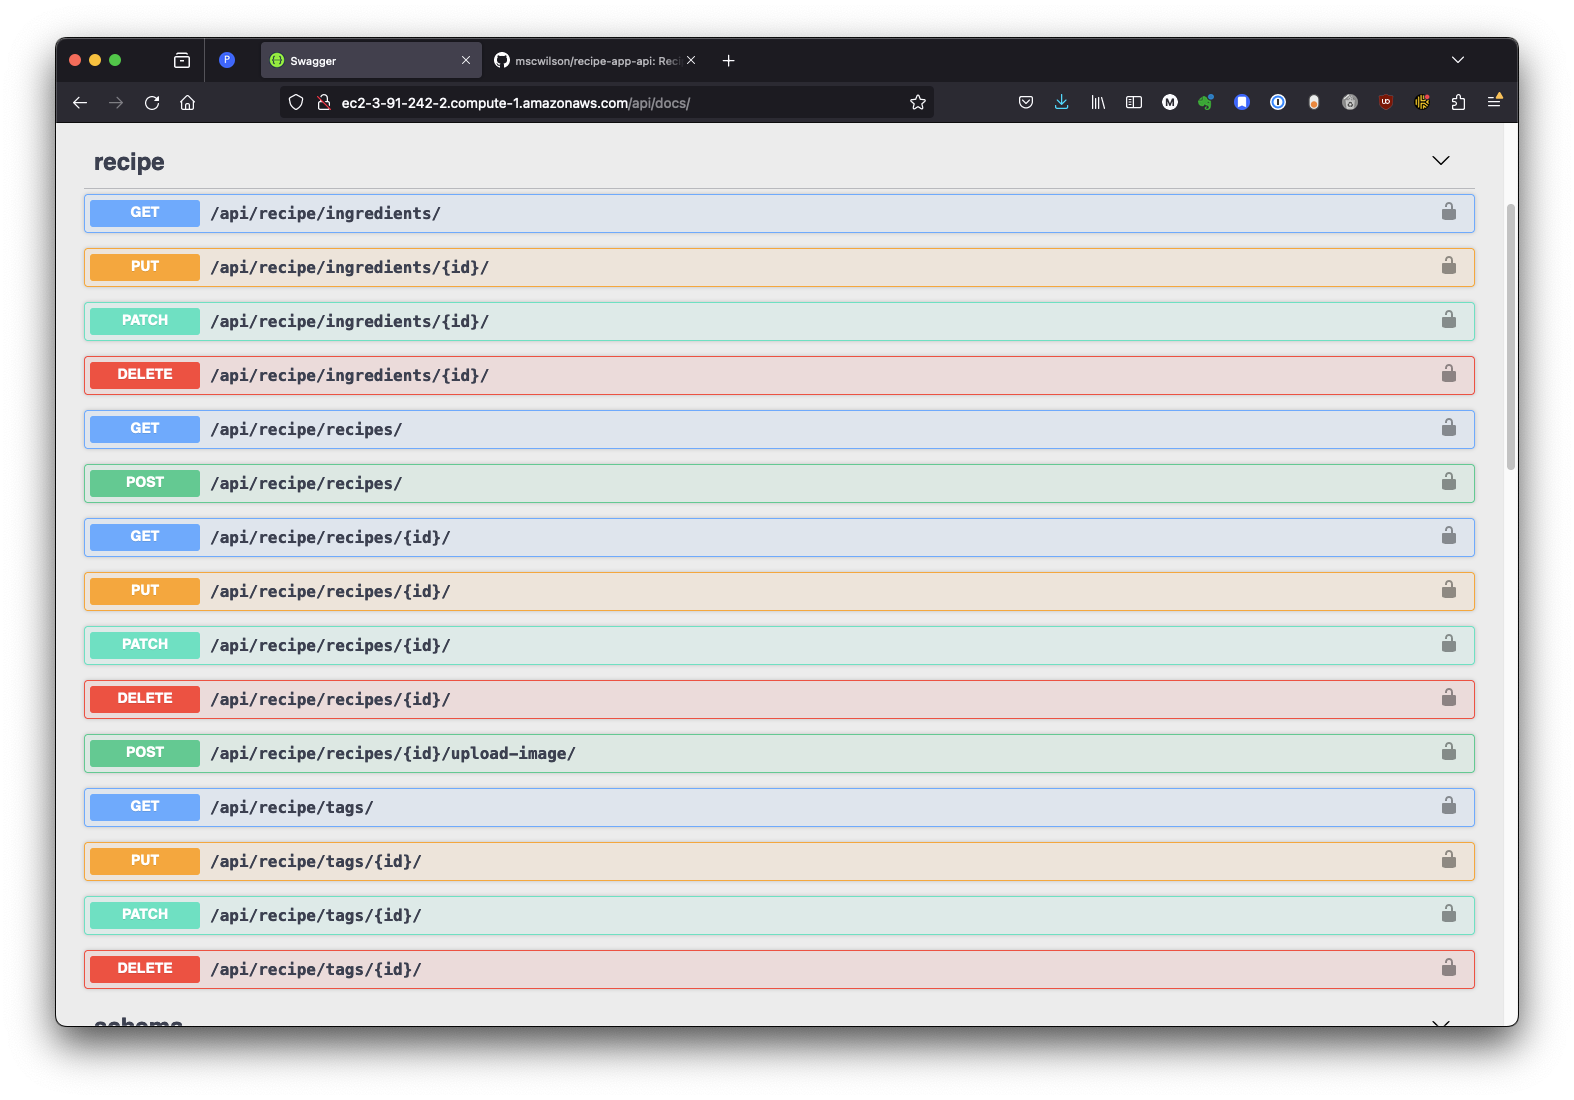 P
Swagger
mscwilson/recipe-app-api: Reci
ec2-3-91-242-2.compute-1.amazonaws.com/api/docs/
M
recipe
GET /api/recipe/ingredients/
PUT /api/recipe/ingredients/{id}/
PATCH /api/recipe/ingredients/{id}/
DELETE /api/recipe/ingredients/{id}/
GET /api/recipe/recipes/
POST /api/recipe/recipes/
GET /api/recipe/recipes/{id}/
PUT /api/recipe/recipes/{id}/
PATCH /api/recipe/recipes/{id}/
DELETE /api/recipe/recipes/{id}/
POST /api/recipe/recipes/{id}/upload-image/
GET /api/recipe/tags/
PUT /api/recipe/tags/{id}/
PATCH /api/recipe/tags/{id}/
DELETE /api/recipe/tags/{id}/
schema